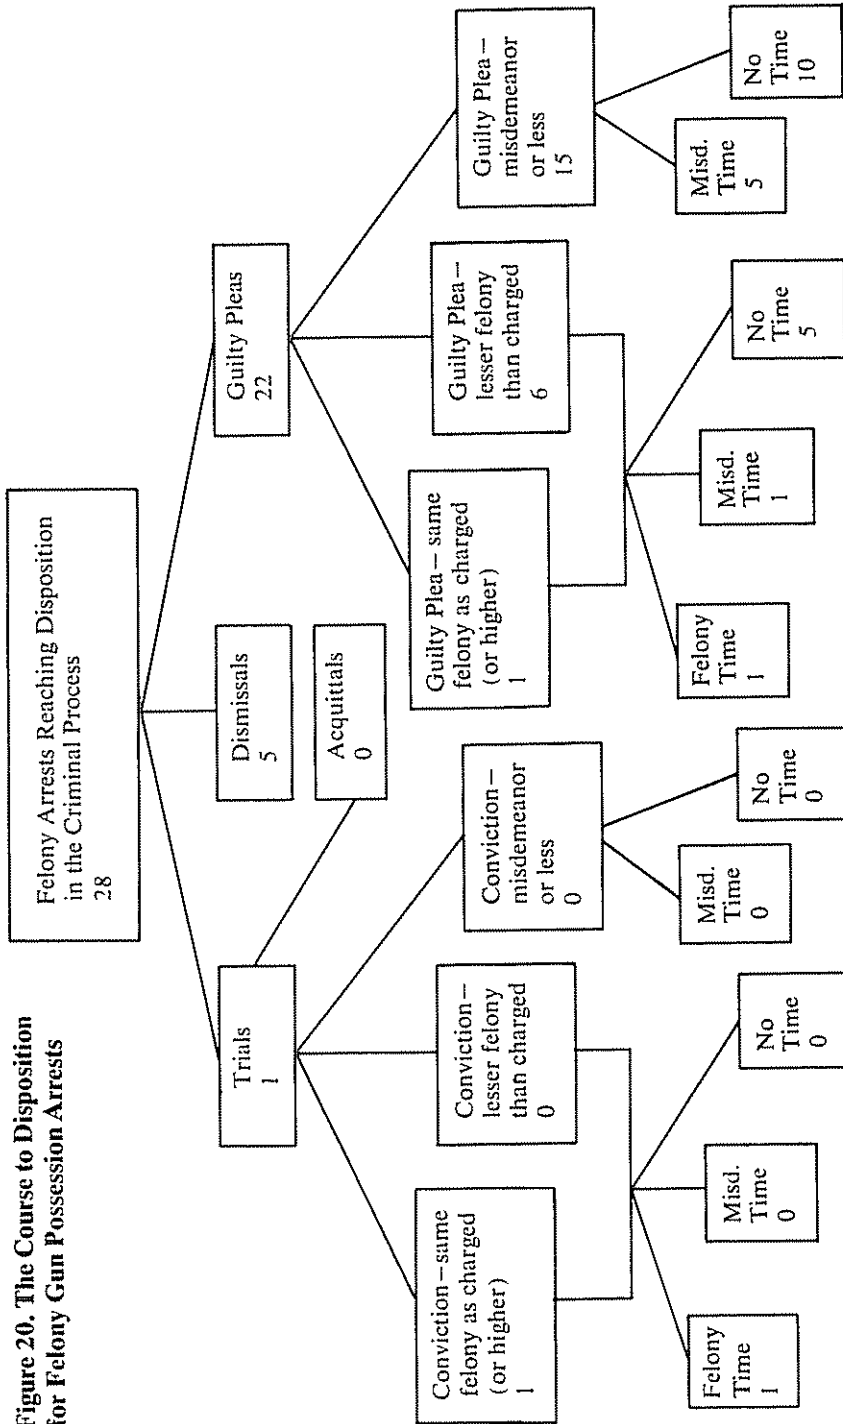 Figure 20. The Course to Disposition
for Felony Gun Possession Arrests
Felony Arrests Reaching Disposition
in the Criminal Process
28
Trials
1
Dismissals
5
Guilty Pleas
22
Acquittals
0
Conviction—same
felony as charged
(or higher)
1
Conviction—
lesser felony
than charged
0
Conviction—
misdemeanor
or less
0
Guilty Plea—same
felony as charged
(or higher)
1
Guilty Plea—
lesser felony
than charged
6
Guilty Plea—
misdemeanor
or less
15
Felony
Time
1
Misd.
Time
0
No
Time
0
Misd.
Time
0
No
Time
0
Felony
Time
1
Misd.
Time
1
No
Time
5
Misd.
Time
5
No
Time
10